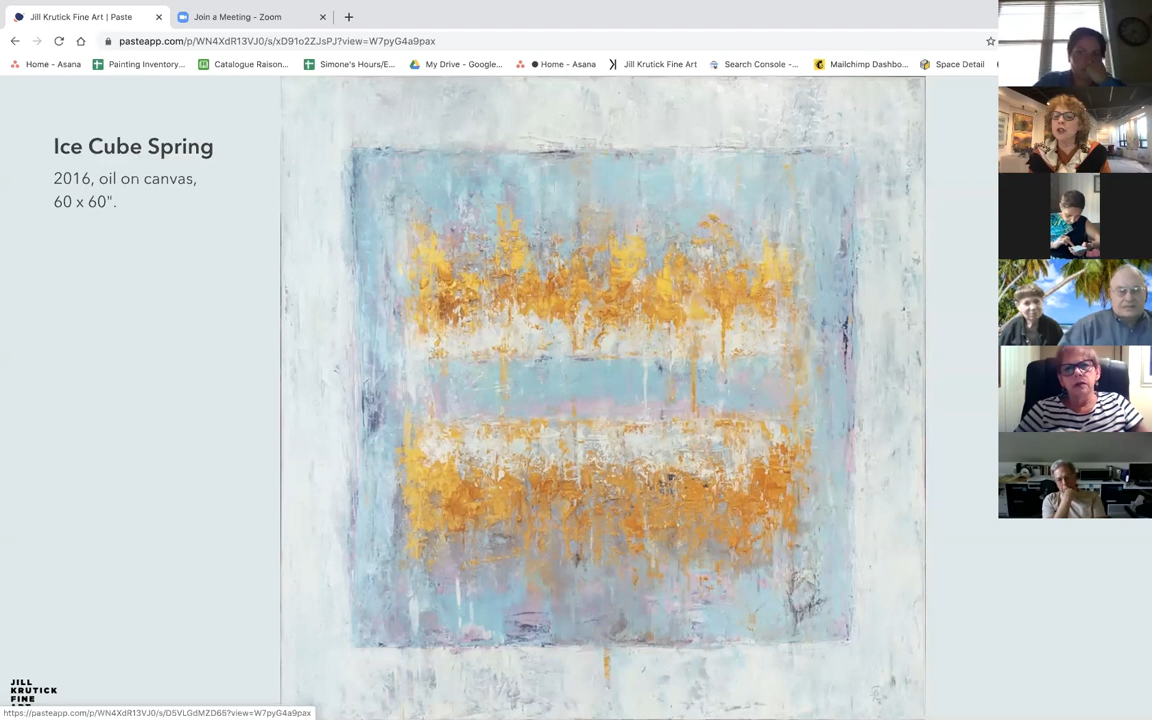 Jill Krutick Fine Art | Paste
Join a Meeting - Zoom
pasteapp.com/p/WN4XdR13VJ0/s/xD91o2ZJsPJ?view=W7pyG4a9pax
Home - Asana
Painting Inventory...
Catalogue Raison...
Simone's Hours/E...
My Drive - Google...
Home - Asana
Jill Krutick Fine Art
Search Console -...
Mailchimp Dashbo...
Space Detail
Ice Cube Spring
2016, oil on canvas,
60 x 60".
JILL
KRUTICK
FINE
ART
https://pasteapp.com/p/WN4XdR13VJ0/s/D5VLGdMZD65?view=W7pyG4a9pax